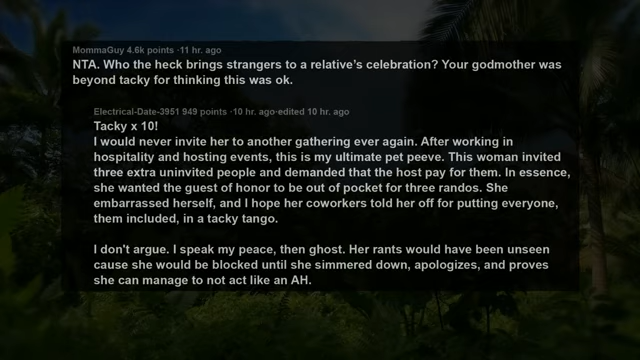 MommaGuy 4.6k points · 11 hr. ago
NTA. Who the heck brings strangers to a relative's celebration? Your godmother was
beyond tacky for thinking this was ok.
Electrical-Date-3951 949 points · 10 hr. ago·edited 10 hr. ago
Tacky x 10!
I would never invite her to another gathering ever again. After working in
hospitality and hosting events, this is my ultimate pet peeve. This woman invited
three extra uninvited people and demanded that the host pay for them. In essence,
she wanted the guest of honor to be out of pocket for three randos. She
embarrassed herself, and I hope her coworkers told her off for putting everyone,
them included, in a tacky tango.
I don't argue. I speak my peace, then ghost. Her rants would have been unseen
cause she would be blocked until she simmered down, apologizes, and proves
she can manage to not act like an AH.